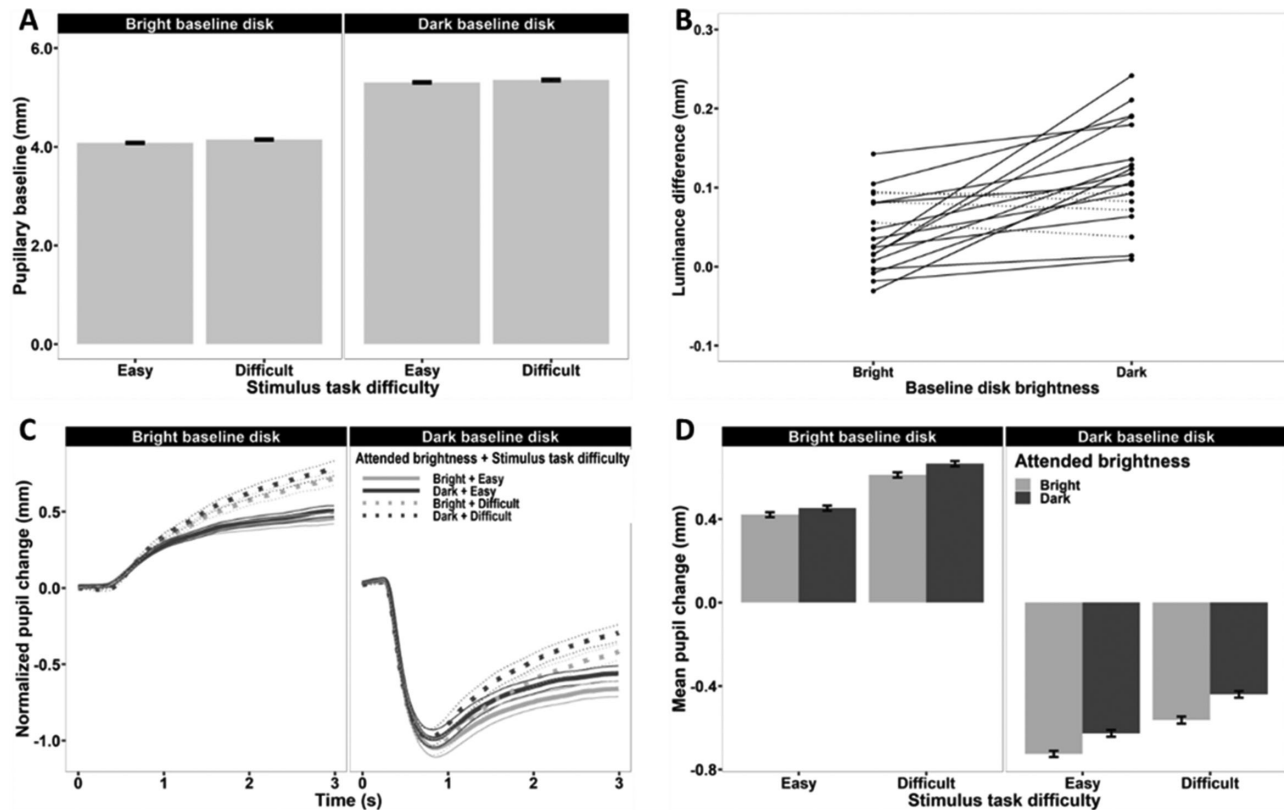 A
Bright baseline disk
Dark baseline disk
Pupillary baseline (mm)
6.0
4.0
2.0
0.0
Easy
Difficult
Easy
Difficult
Stimulus task difficulty
B
Luminance difference (mm)
0.3
0.2
0.1
0.0
-0.1
Bright
Dark
Baseline disk brightness
C
Bright baseline disk
Dark baseline disk
Normalized pupil change (mm)
0.5
0.0
-0.5
-1.0
Attended brightness + Stimulus task difficulty
Bright + Easy
Dark + Easy
Bright + Difficult
Dark + Difficult
0
1
2
3
0
1
2
3
Time (s)
D
Bright baseline disk
Dark baseline disk
Mean pupil change (mm)
0.4
0.0
-0.4
-0.8
Attended brightness
Bright
Dark
Easy
Difficult
Easy
Difficult
Stimulus task difficulty